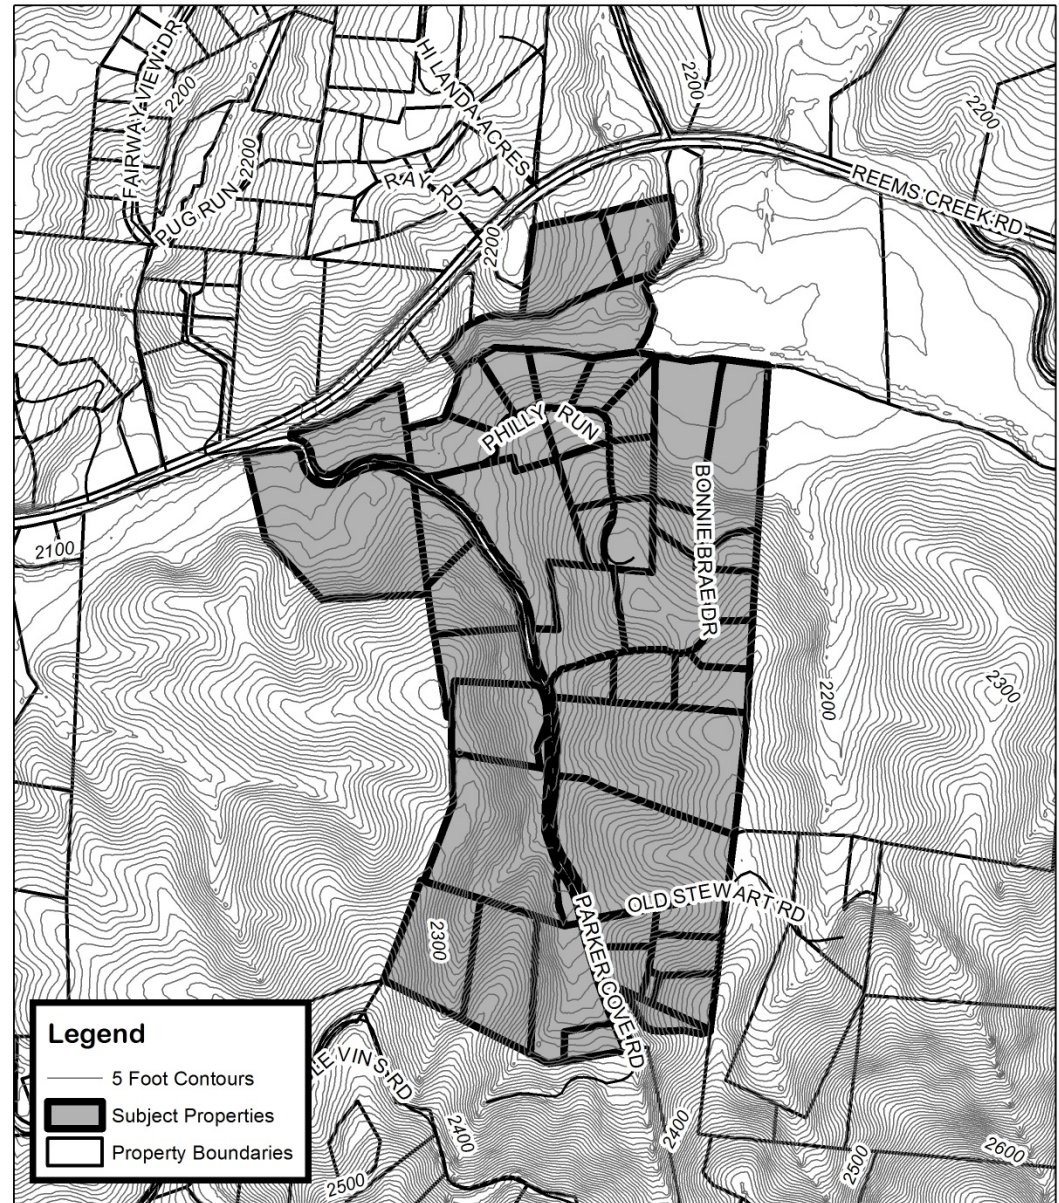 FAIRWAY VIEW DR
2200
HI LANDA ACRES
2200
2200
PUG RUN
2200
RAY RD
REEMS CREEK RD
2200
PHILLY RUN
BONNIE BRAE DR
2100
2200
2300
OLD STEWART RD
PARKER COVE RD
2300
LEVINS RD
2400
2400
2500
2500
2600
Legend
5 Foot Contours
Subject Properties
Property Boundaries